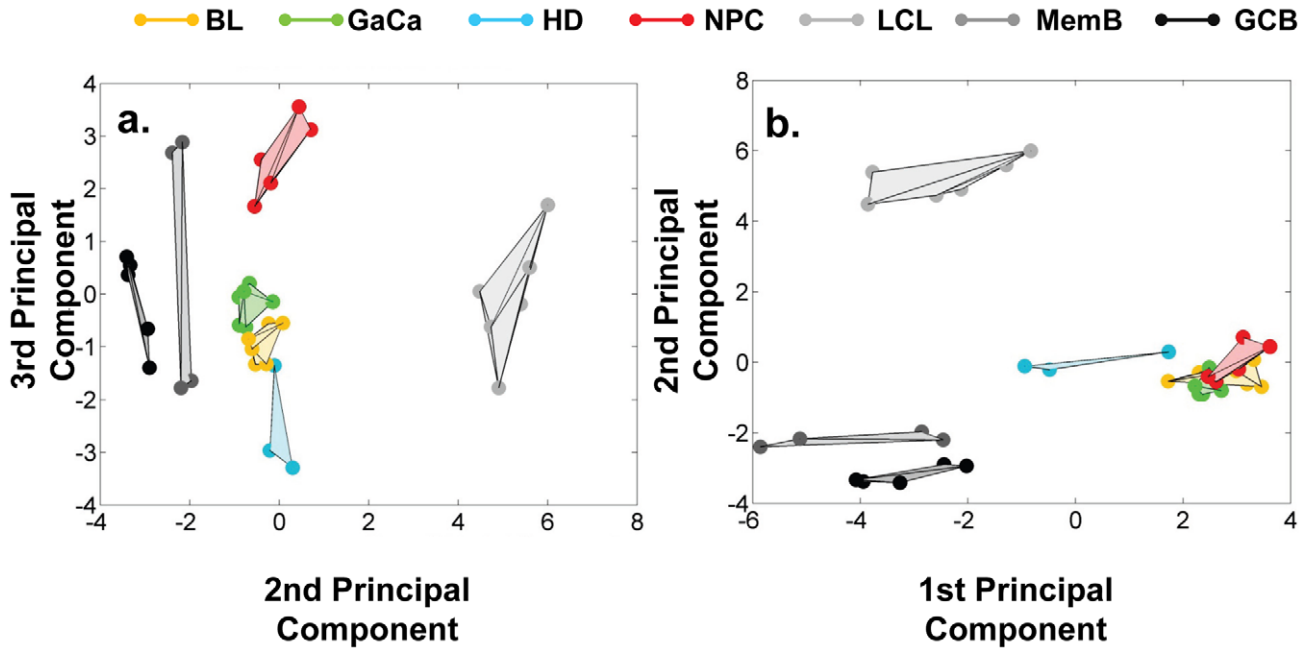 BL GaCa HD NPC LCL MemB GCB
a.
3rd Principal
Component
4
3
2
1
0
-1
-2
-3
-4
-4 -2 0 2 4 6 8
2nd Principal
Component
b.
2nd Principal
Component
8
6
4
2
0
-2
-4
-6 -4 -2 0 2 4
1st Principal
Component